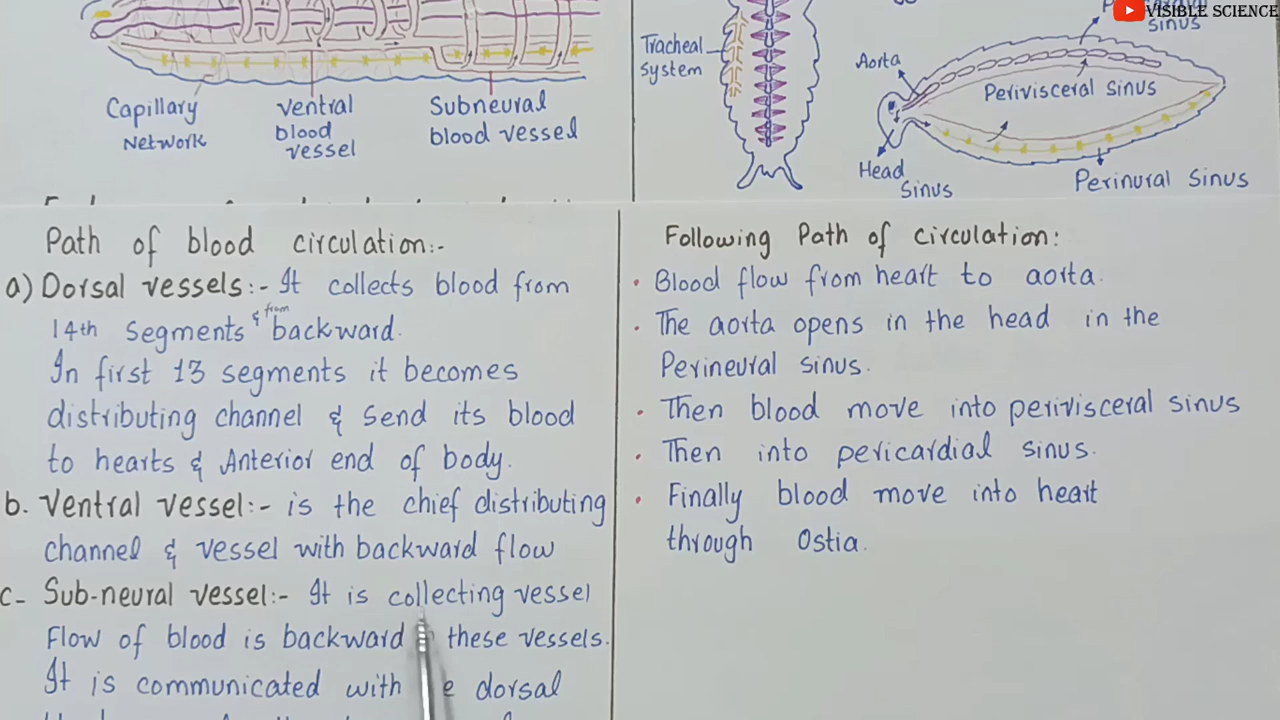 VISIBLE SCIENCE
sinus
Tracheal
system
Aorta
Perivisceral sinus
Capillary
Network
ventral
blood
vessel
Subneural
blood vessel
Head
Sinus
Perinural Sinus
Path of blood circulation:-
a) Dorsal vessels:- It collects blood from
14th segments & from backward.
In first 13 segments it becomes
distributing channel & send its blood
to hearts & Anterior end of body.
b. Ventral vessel:- is the chief distributing
channel & vessel with backward flow
c- Sub-neural vessel:- It is collecting vessel
Flow of blood is backward these vessels.
It is communicated with dorsal
Following Path of circulation:
• Blood flow from heart to aorta.
• The aorta opens in the head in the
Perineural sinus.
• Then blood move into perivisceral sinus
• Then into pericardial sinus.
• Finally blood move into heart
through Ostia.